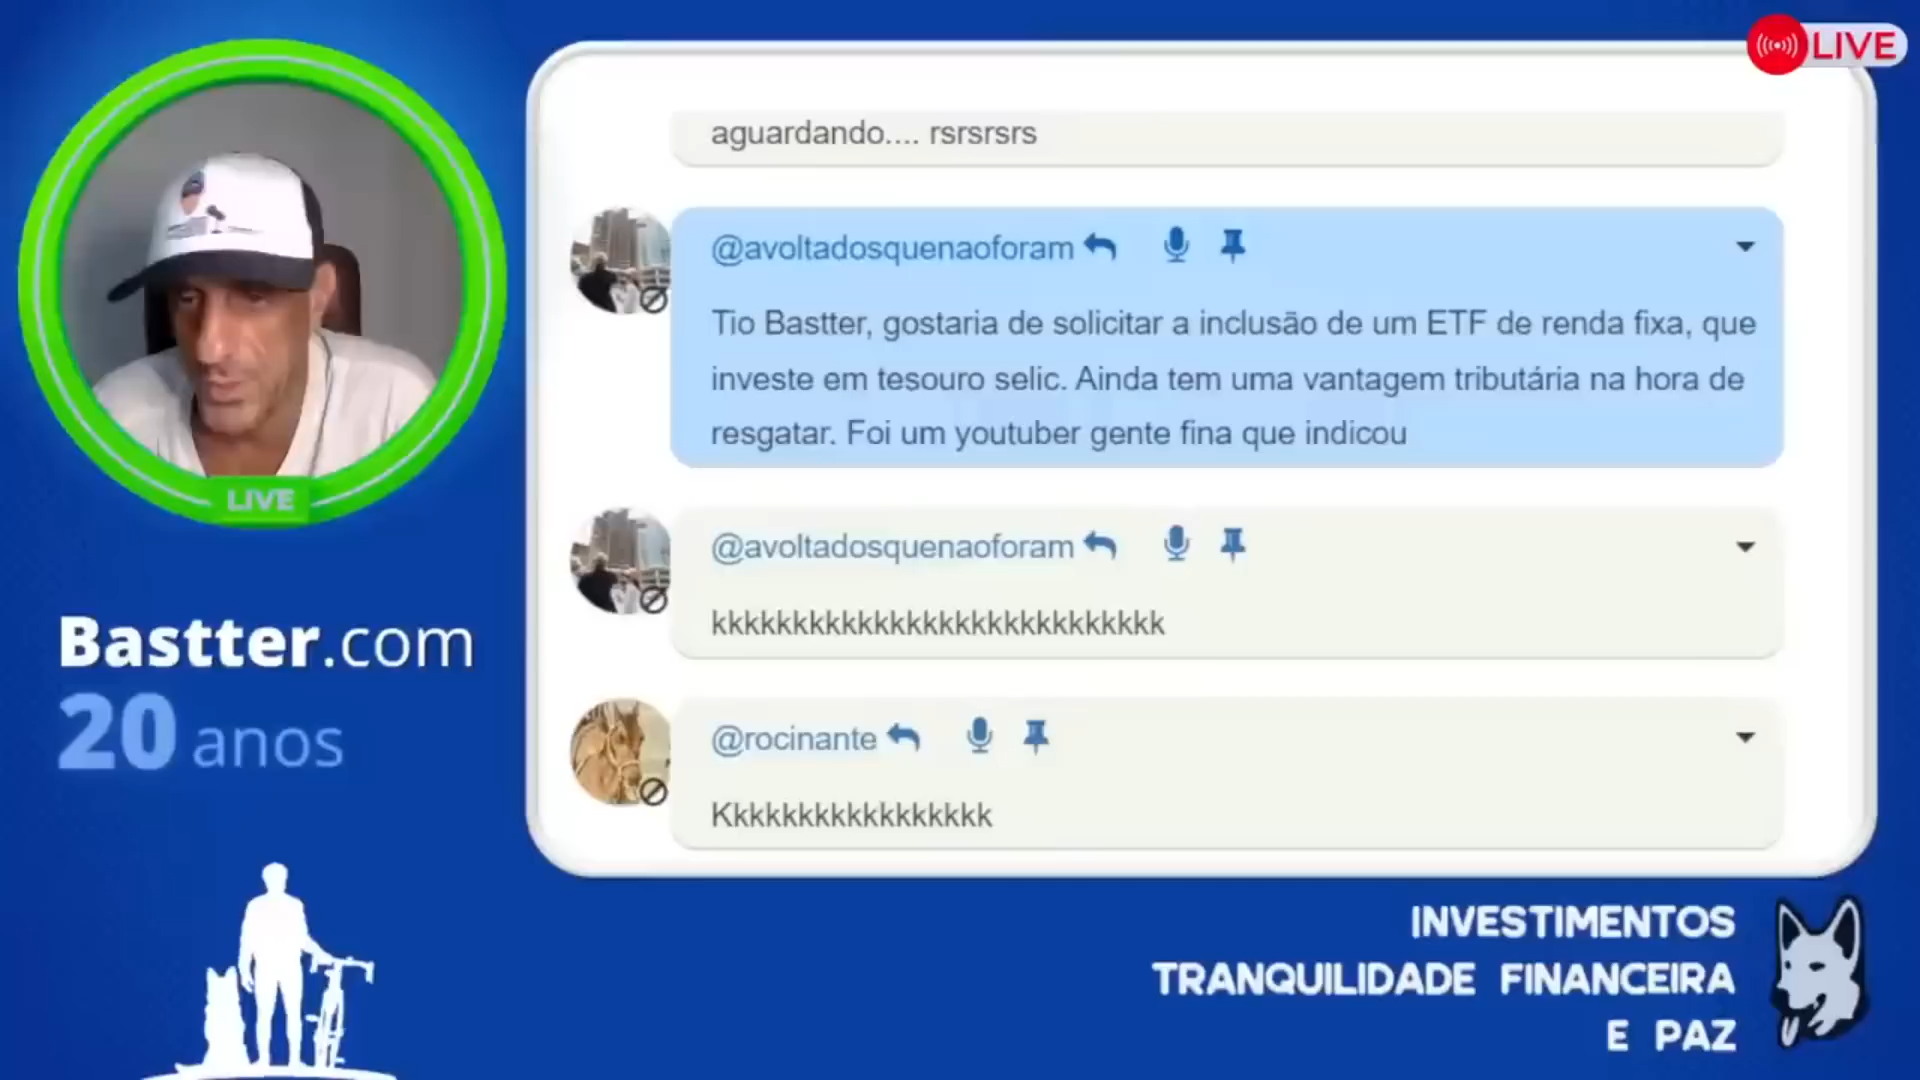 LIVE
aguardando.... rsrsrsrs
@avoltadosquenaoforam
Tio Bastter, gostaria de solicitar a inclusão de um ETF de renda fixa, que
investe em tesouro selic. Ainda tem uma vantagem tributária na hora de
resgatar. Foi um youtuber gente fina que indicou
@avoltadosquenaoforam
kkkkkkkkkkkkkkkkkkkkkkkkkkkk
@rocinante
Kkkkkkkkkkkkkkkkk
LIVE
Bastter.com
20 anos
INVESTIMENTOS
TRANQUILIDADE FINANCEIRA
E PAZ